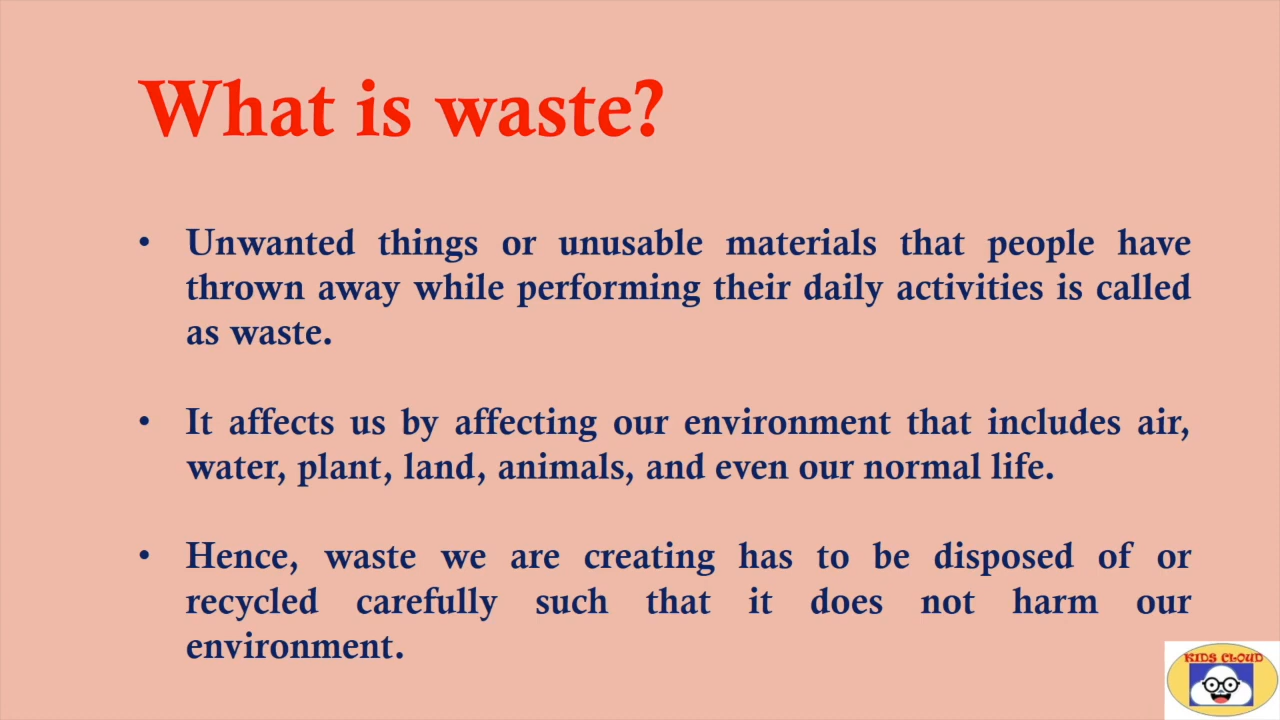 What is waste?
• Unwanted things or unusable materials that people have
thrown away while performing their daily activities is called
as waste.
• It affects us by affecting our environment that includes air,
water, plant, land, animals, and even our normal life.
• Hence, waste we are creating has to be disposed of or
recycled carefully such that it does not harm our
environment.
KIDS CLOUD